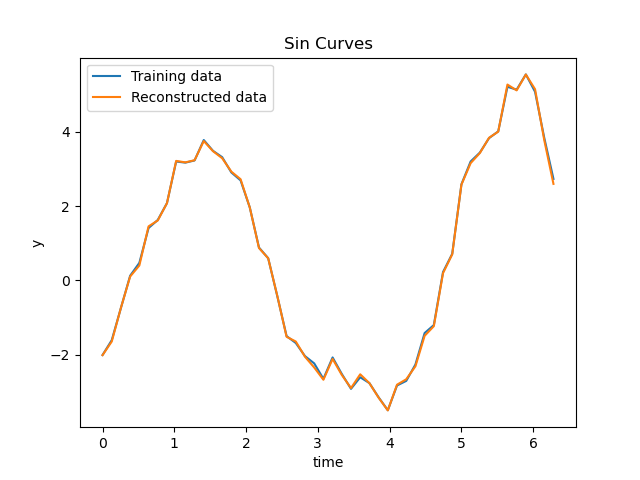 Sin Curves
Training data
Reconstructed data
4
2
0
−2
y
0 1 2 3 4 5 6
time